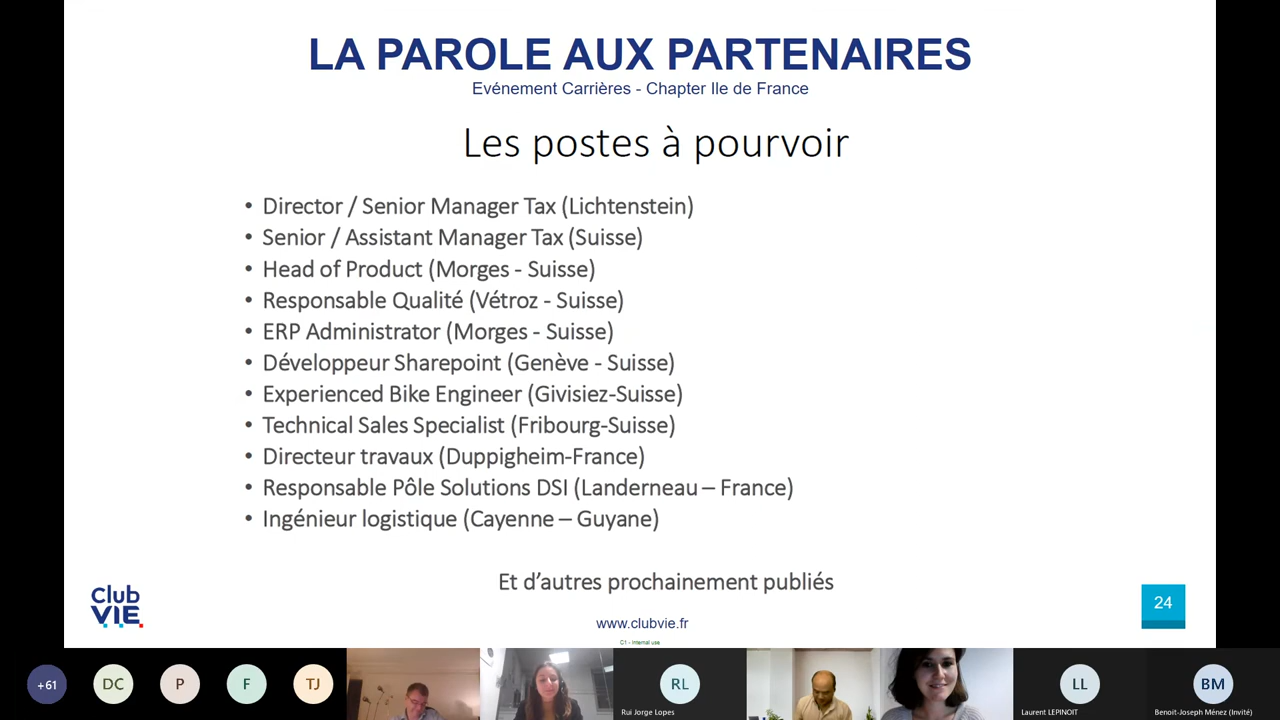 LA PAROLE AUX PARTENAIRES
Evénement Carrières - Chapter Ile de France
Les postes à pourvoir
• Director / Senior Manager Tax (Lichtenstein)
• Senior / Assistant Manager Tax (Suisse)
• Head of Product (Morges - Suisse)
• Responsable Qualité (Vétroz - Suisse)
• ERP Administrator (Morges - Suisse)
• Développeur Sharepoint (Genève - Suisse)
• Experienced Bike Engineer (Givisiez-Suisse)
• Technical Sales Specialist (Fribourg-Suisse)
• Directeur travaux (Duppigheim-France)
• Responsable Pôle Solutions DSI (Landerneau – France)
• Ingénieur logistique (Cayenne – Guyane)
Et d’autres prochainement publiés
Club
V.I.E.
www.clubvie.fr
24
C1 - Internal use
+61
DC
P
F
TJ
RL
LL
BM
Rui Jorge Lopes
Laurent LEPINOIT
Benoit-Joseph Ménez (Invité)